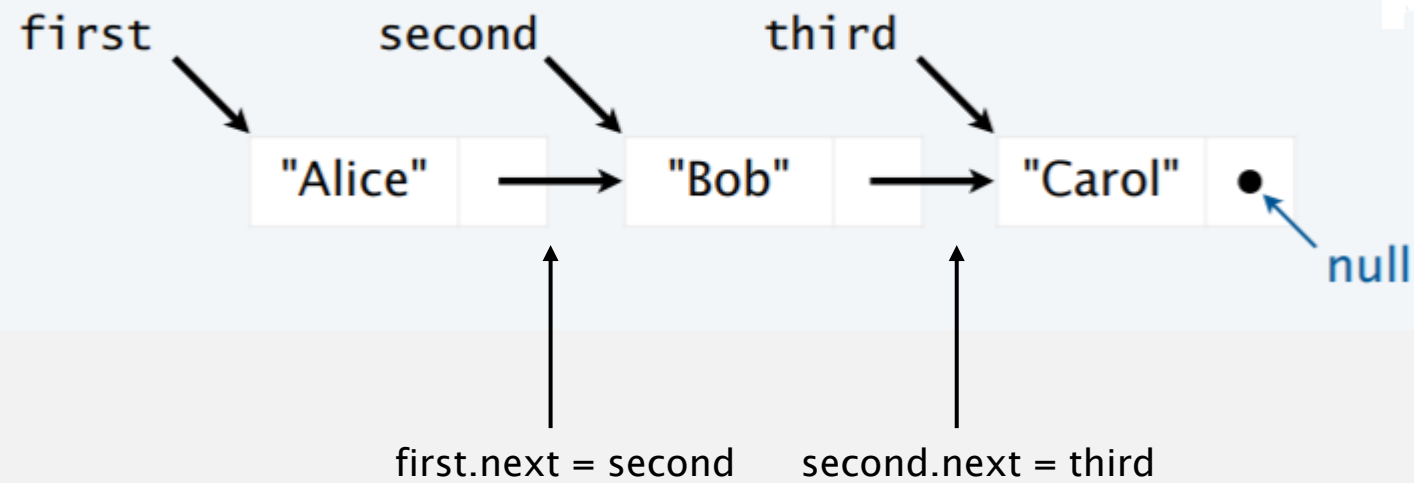 first second third
"Alice" "Bob" "Carol"
null
first.next = second second.next = third